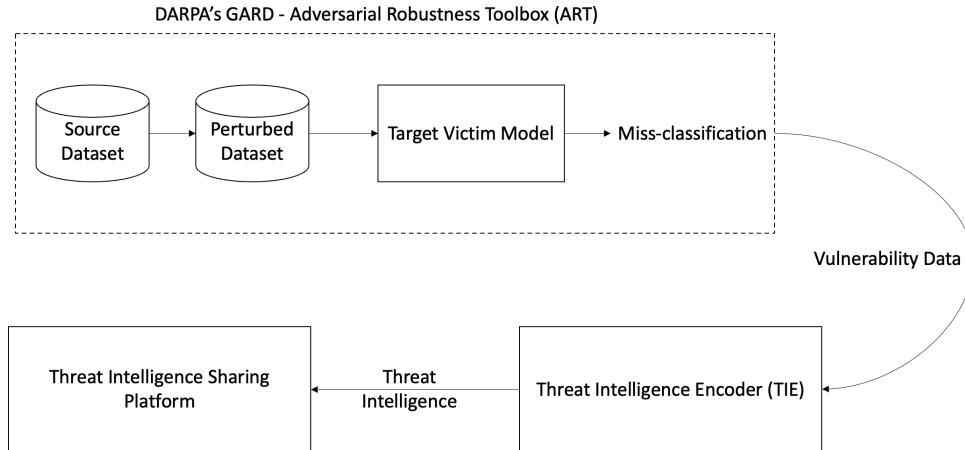 DARPA’s GARD - Adversarial Robustness Toolbox (ART)
Source
Dataset
Perturbed
Dataset
Target Victim Model
Miss-classification
Vulnerability Data
Threat Intelligence Sharing
Platform
Threat
Intelligence
Threat Intelligence Encoder (TIE)